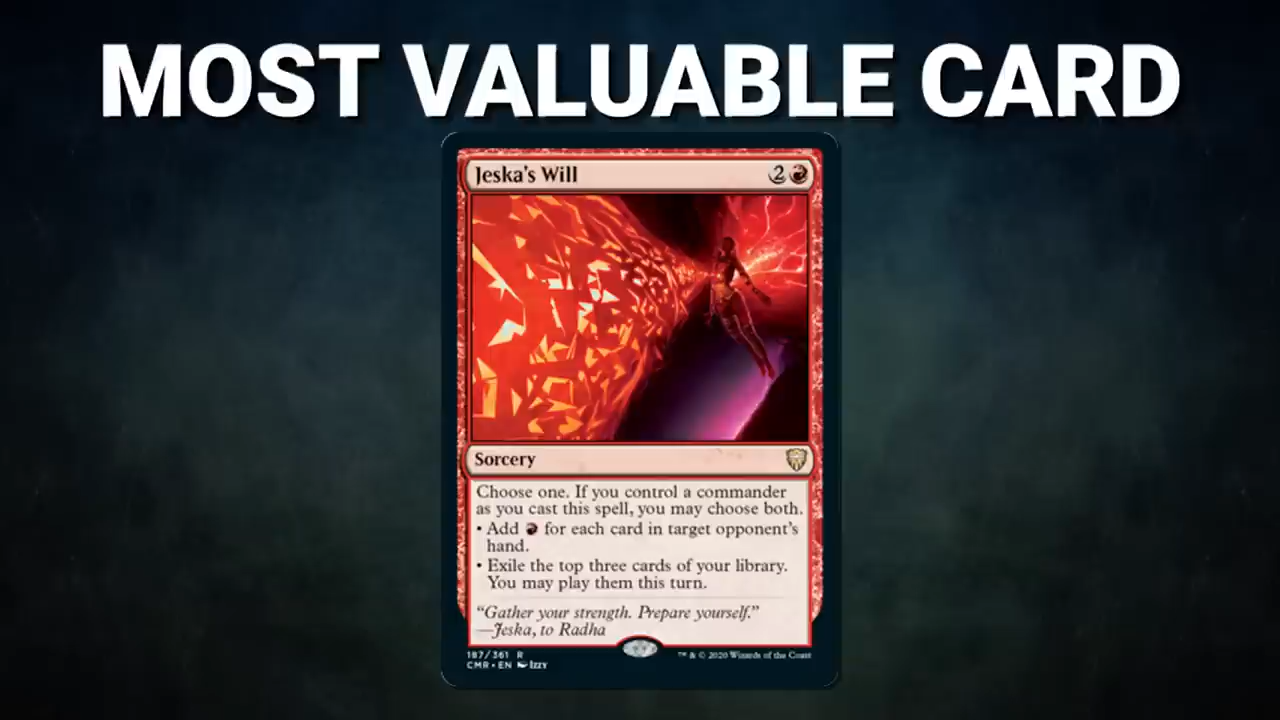 MOST VALUABLE CARD
Jeska's Will 2
Sorcery
Choose one. If you control a commander
as you cast this spell, you may choose both.
• Add for each card in target opponent's
hand.
• Exile the top three cards of your library.
You may play them this turn.
"Gather your strength. Prepare yourself."
—Jeska, to Radha
187/361 R
CMR • EN Izzy
™ & © 2020 Wizards of the Coast